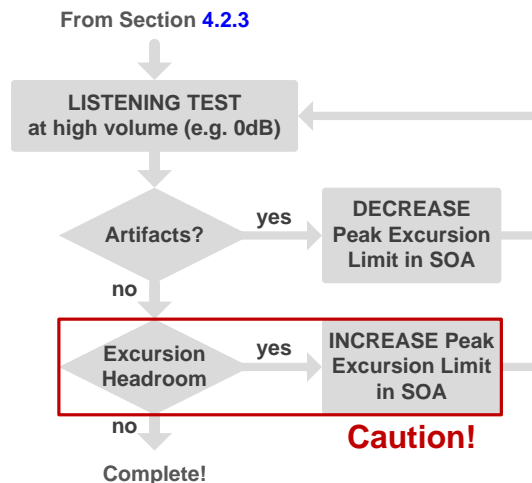 From Section 4.2.3
LISTENING TEST
at high volume (e.g. 0dB)
Artifacts?
yes
DECREASE
Peak Excursion
Limit in SOA
no
Excursion
Headroom
yes
INCREASE Peak
Excursion Limit
in SOA
no
Caution!
Complete!